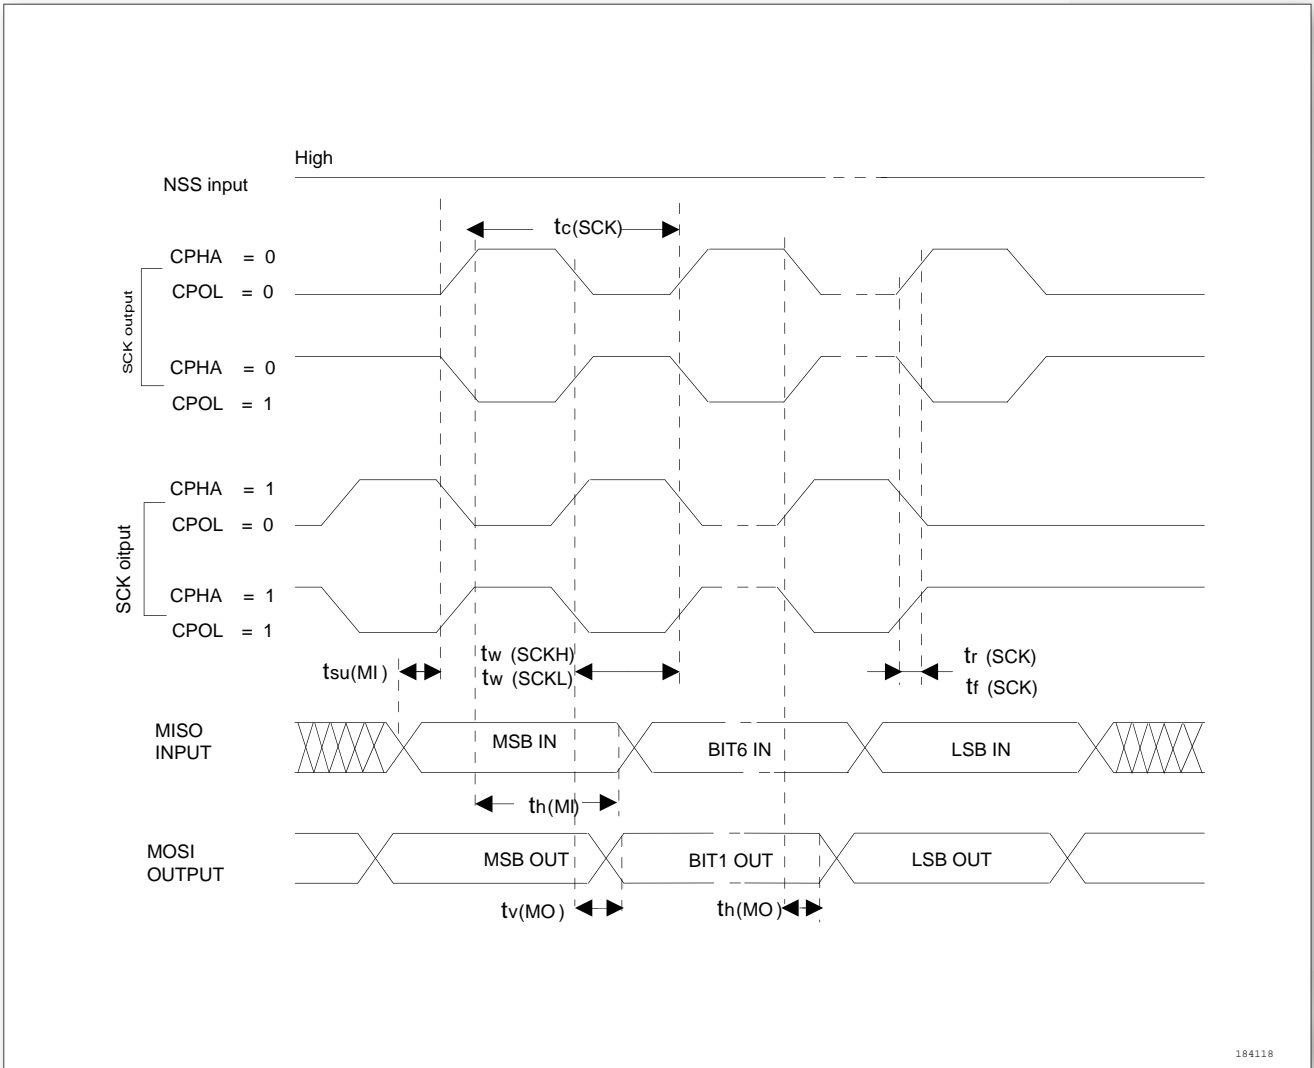 High
NSS input
tc(SCK)
CPHA = 0
CPOL = 0
SCK output
CPHA = 0
CPOL = 1
CPHA = 1
CPOL = 0
SCK oitput
CPHA = 1
CPOL = 1
tsu(MI)
tw (SCKH)
tw (SCKL)
tr (SCK)
tf (SCK)
MISO
INPUT
MSB IN
BIT6 IN
LSB IN
th(MI)
MOSI
OUTPUT
MSB OUT
BIT1 OUT
LSB OUT
tv(MO)
th(MO)
184118